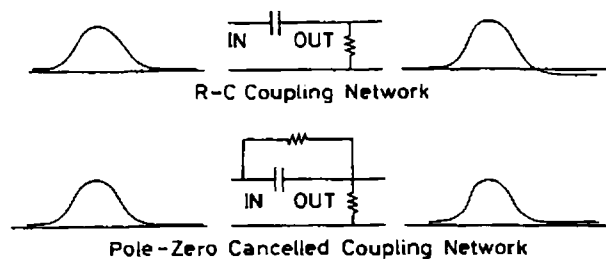 IN OUT
R-C Coupling Network
IN OUT
Pole-Zero Cancelled Coupling Network